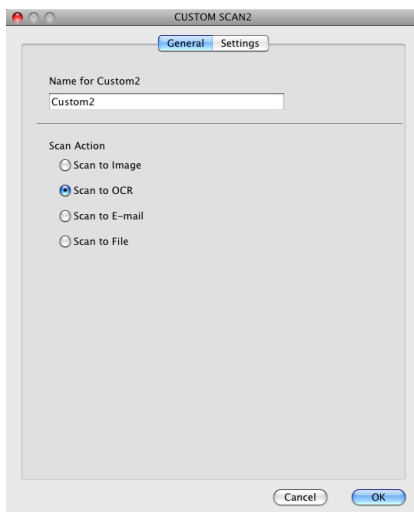 CUSTOM SCAN2
General Settings
Name for Custom2
Custom2
Scan Action
Scan to Image
Scan to OCR
Scan to E-mail
Scan to File
Cancel OK